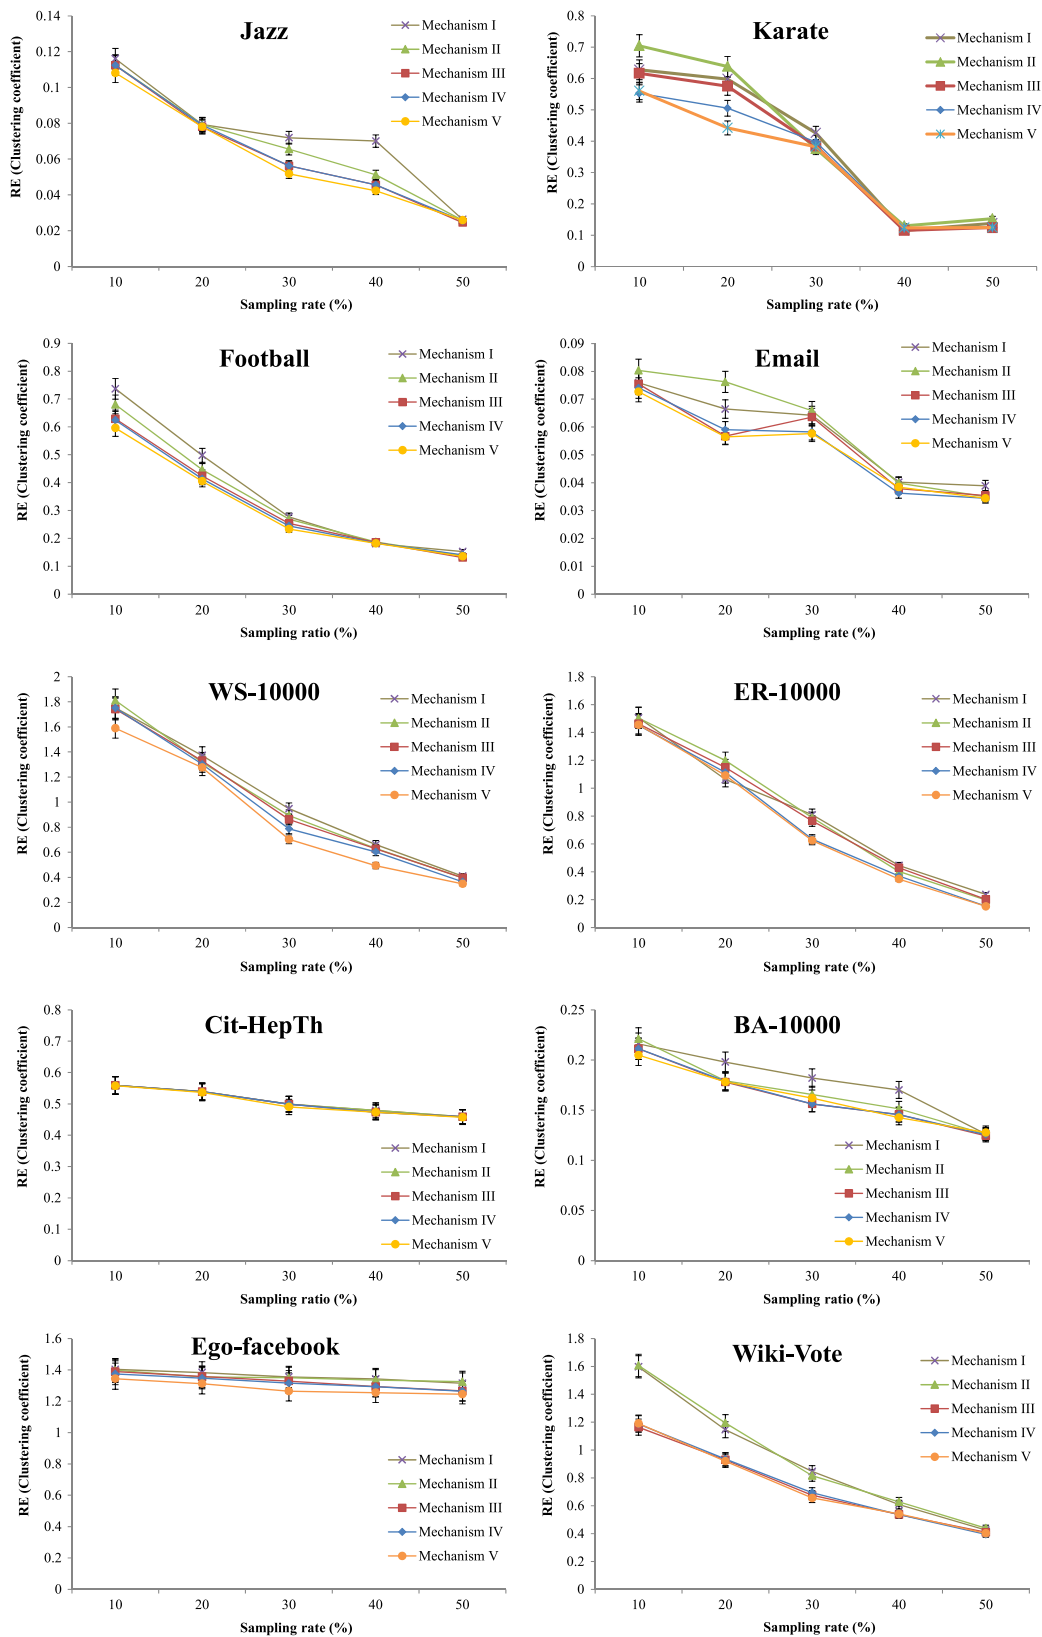 Jazz
RE (Clustering coefficient)
0.14
0.12
0.1
0.08
0.06
0.04
0.02
0
10 20 30 40 50
Sampling rate (%)
Mechanism I
Mechanism II
Mechanism III
Mechanism IV
Mechanism V
Karate
RE (Clustering coefficient)
0.8
0.7
0.6
0.5
0.4
0.3
0.2
0.1
0
10 20 30 40 50
Sampling rate (%)
Mechanism I
Mechanism II
Mechanism III
Mechanism IV
Mechanism V
Football
RE (Clustering coefficient)
0.9
0.8
0.7
0.6
0.5
0.4
0.3
0.2
0.1
0
10 20 30 40 50
Sampling ratio (%)
Mechanism I
Mechanism II
Mechanism III
Mechanism IV
Mechanism V
Email
RE (Clustering coefficient)
0.09
0.08
0.07
0.06
0.05
0.04
0.03
0.02
0.01
0
10 20 30 40 50
Sampling rate (%)
Mechanism I
Mechanism II
Mechanism III
Mechanism IV
Mechanism V
WS-10000
RE (Clustering coefficient)
2
1.8
1.6
1.4
1.2
1
0.8
0.6
0.4
0.2
0
10 20 30 40 50
Sampling rate (%)
Mechanism I
Mechanism II
Mechanism III
Mechanism IV
Mechanism V
ER-10000
RE (Clustering coefficient)
1.8
1.6
1.4
1.2
1
0.8
0.6
0.4
0.2
0
10 20 30 40 50
Sampling rate (%)
Mechanism I
Mechanism II
Mechanism III
Mechanism IV
Mechanism V
Cit-HepTh
RE (Clustering coefficient)
0.8
0.7
0.6
0.5
0.4
0.3
0.2
0.1
0
10 20 30 40 50
Sampling ratio (%)
Mechanism I
Mechanism II
Mechanism III
Mechanism IV
Mechanism V
BA-10000
RE (Clustering coefficient)
0.25
0.2
0.15
0.1
0.05
0
10 20 30 40 50
Sampling ratio (%)
Mechanism I
Mechanism II
Mechanism III
Mechanism IV
Mechanism V
Ego-facebook
RE (Clustering coefficient)
1.6
1.4
1.2
1
0.8
0.6
0.4
0.2
0
10 20 30 40 50
Sampling rate (%)
Mechanism I
Mechanism II
Mechanism III
Mechanism IV
Mechanism V
Wiki-Vote
RE (Clustering coefficient)
1.8
1.6
1.4
1.2
1
0.8
0.6
0.4
0.2
0
10 20 30 40 50
Sampling rate (%)
Mechanism I
Mechanism II
Mechanism III
Mechanism IV
Mechanism V